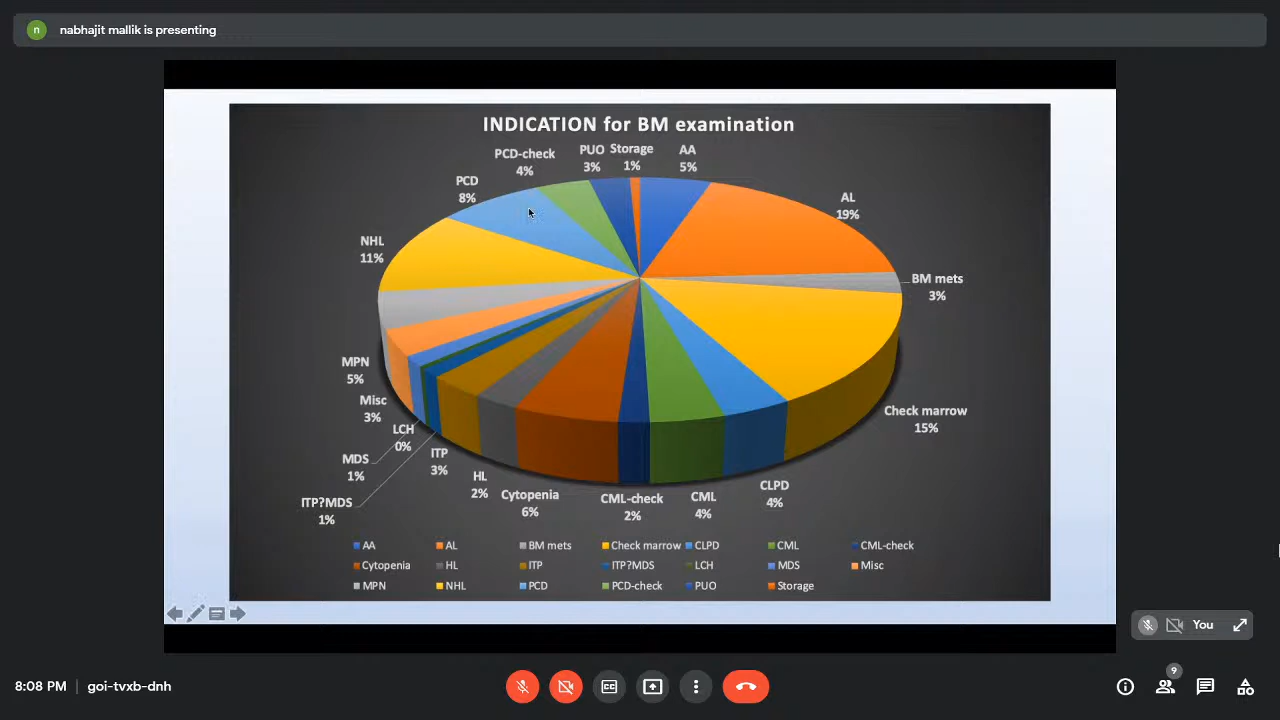 n nabhajit mallik is presenting
INDICATION for BM examination
PCD-check
4%
PUO
3%
Storage
1%
AA
5%
PCD
8%
AL
19%
NHL
11%
BM mets
3%
MPN
5%
Misc
3%
Check marrow
15%
LCH
0%
MDS
1%
ITP
3%
HL
2%
ITP?MDS
1%
Cytopenia
6%
CML-check
2%
CML
4%
CLPD
4%
AA AL BM mets Check marrow CLPD CML CML-check
Cytopenia HL ITP ITP?MDS LCH MDS Misc
MPN NHL PCD PCD-check PUO Storage
You
8:08 PM | goi-tvxb-dnh
CC
9